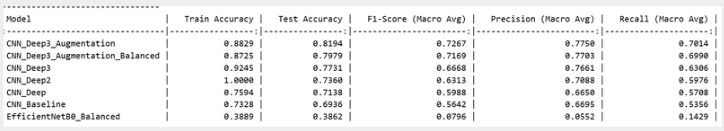 Model | Train Accuracy | Test Accuracy | F1-Score (Macro Avg) | Precision (Macro Avg) | Recall (Macro Avg) |
CNN_Deep3_Augmentation | 0.8829 | 0.8194 | 0.7267 | 0.7750 | 0.7014 |
CNN_Deep3_Augmentation_Balanced | 0.8725 | 0.7979 | 0.7169 | 0.7703 | 0.6990 |
CNN_Deep3 | 0.9245 | 0.7731 | 0.6668 | 0.7661 | 0.6306 |
CNN_Deep2 | 1.0000 | 0.7360 | 0.6313 | 0.7088 | 0.5976 |
CNN_Deep | 0.7594 | 0.7138 | 0.5988 | 0.6650 | 0.5708 |
CNN_Baseline | 0.7328 | 0.6936 | 0.5642 | 0.6695 | 0.5356 |
EfficientNetB0_Balanced | 0.3889 | 0.3862 | 0.0796 | 0.0552 | 0.1429 |